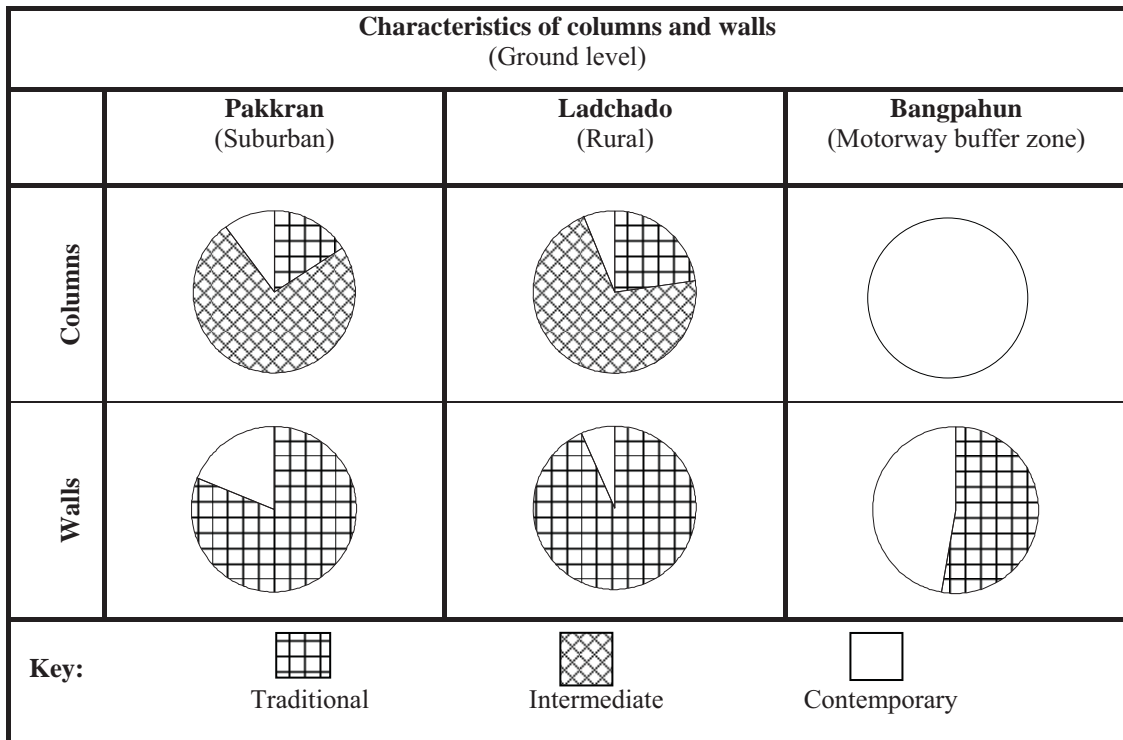 Characteristics of columns and walls
(Ground level)
Pakkran
(Suburban)
Ladchado
(Rural)
Bangpahun
(Motorway buffer zone)
Columns
Walls
Key:
Traditional
Intermediate
Contemporary